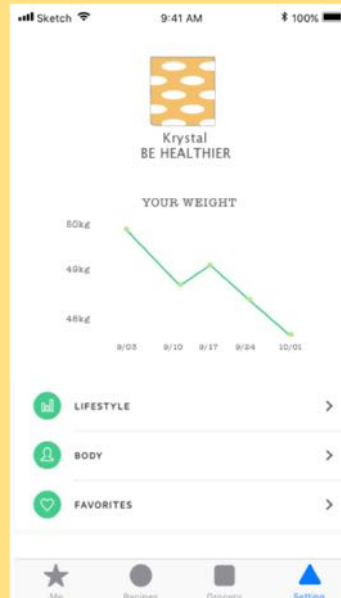 Sketch 9:41 AM 100%
Krystal
BE HEALTHIER
YOUR WEIGHT
50kg
49kg
48kg
9/03 9/10 9/17 9/24 10/01
LIFESTYLE
BODY
FAVORITES
Me Recipes Grocery Setting